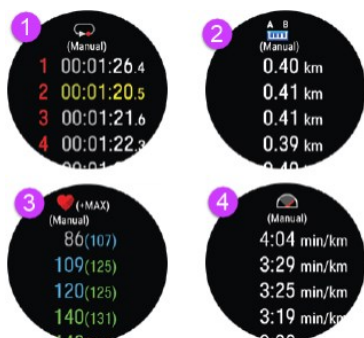 1
(Manual)
1 00:01:26.4
2 00:01:20.5
3 00:01:21.6
4 00:01:22.3
2
A B
(Manual)
0.40 km
0.41 km
0.41 km
0.39 km
3
(+MAX)
(Manual)
86(107)
109(125)
120(125)
140(131)
4
(Manual)
4:04 min/km
3:29 min/km
3:25 min/km
3:19 min/km